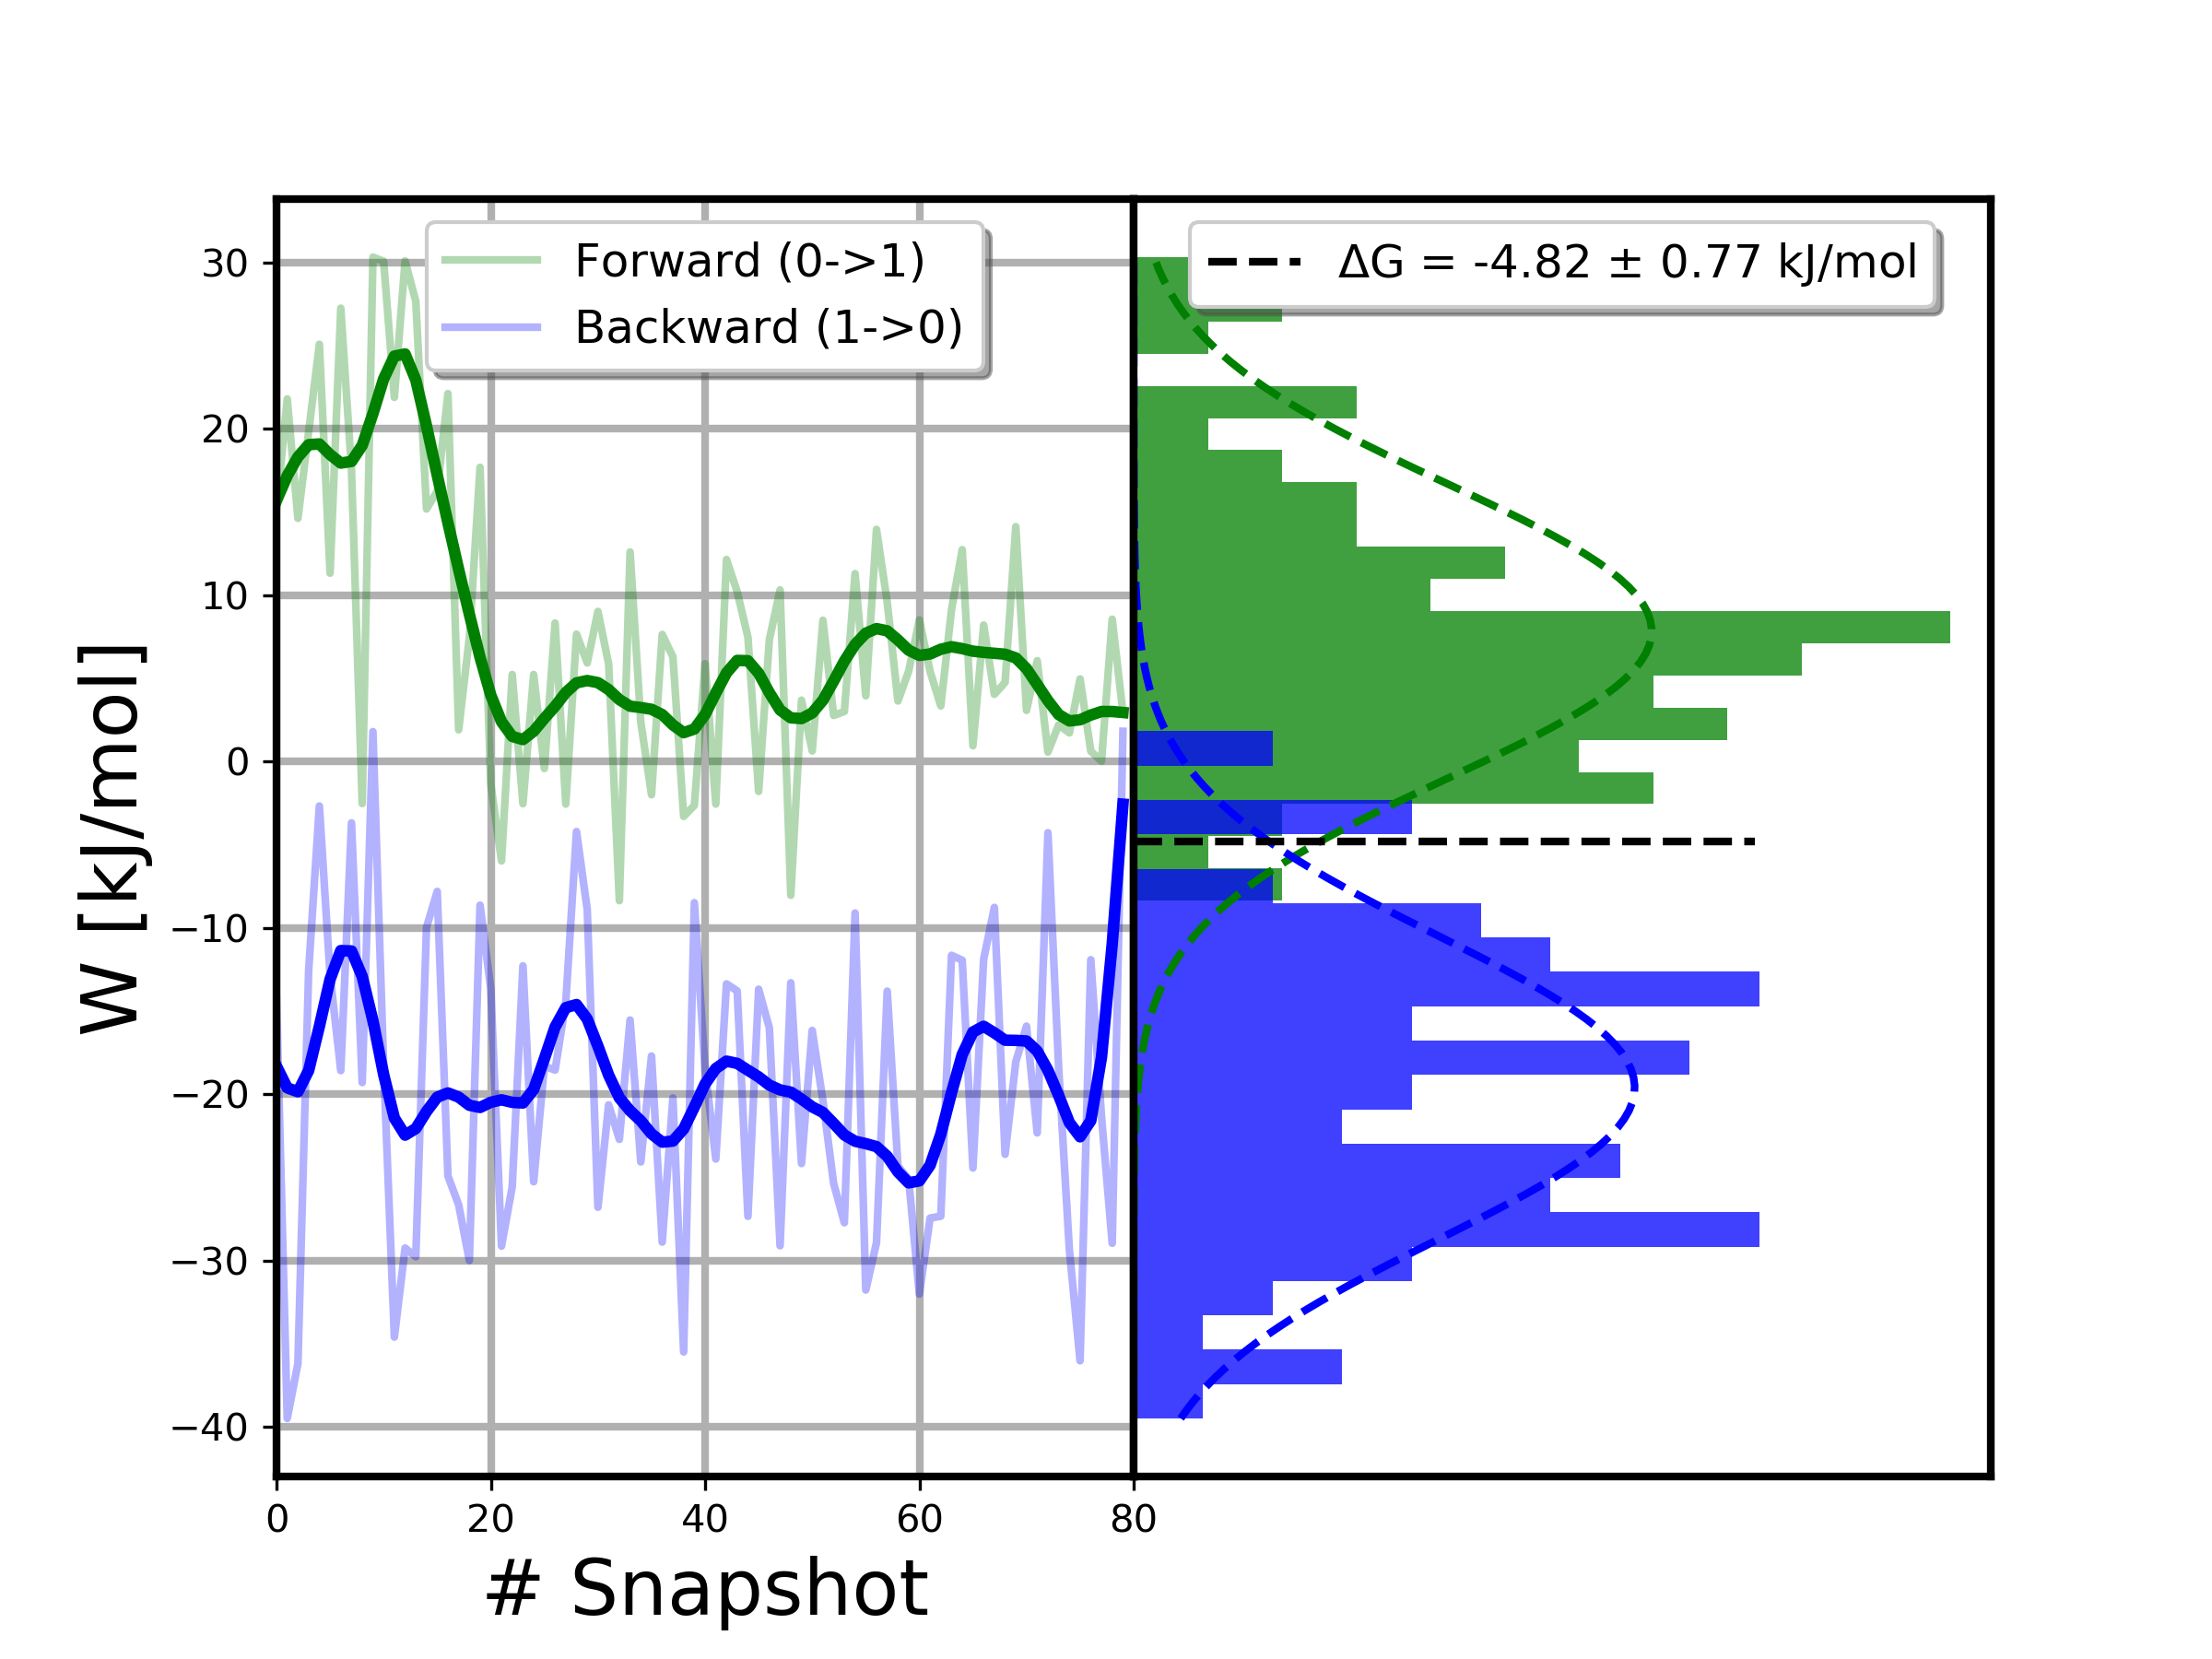 W [kJ/mol]
30
20
10
0
−10
−20
−30
−40
Forward (0->1)
Backward (1->0)
ΔG = -4.82 ± 0.77 kJ/mol
0 20 40 60 80
# Snapshot